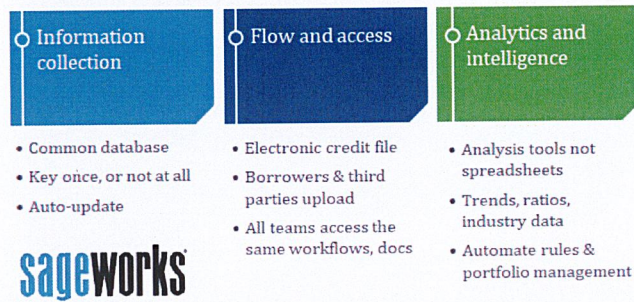 Information
collection
• Common database
• Key once, or not at all
• Auto-update
Flow and access
• Electronic credit file
• Borrowers & third
parties upload
• All teams access the
same workflows, docs
Analytics and
intelligence
• Analysis tools not
spreadsheets
• Trends, ratios,
industry data
• Automate rules &
portfolio management
sageworks